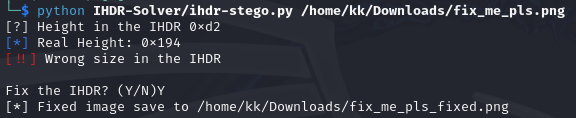 └─$ python IHDR-Solver/ihdr-stego.py /home/kk/Downloads/fix_me_pls.png
[?] Height in the IHDR 0×d2
[*] Real Height: 0×194
[‼] Wrong size in the IHDR

Fix the IHDR? (Y/N)Y
[*] Fixed image save to /home/kk/Downloads/fix_me_pls_fixed.png